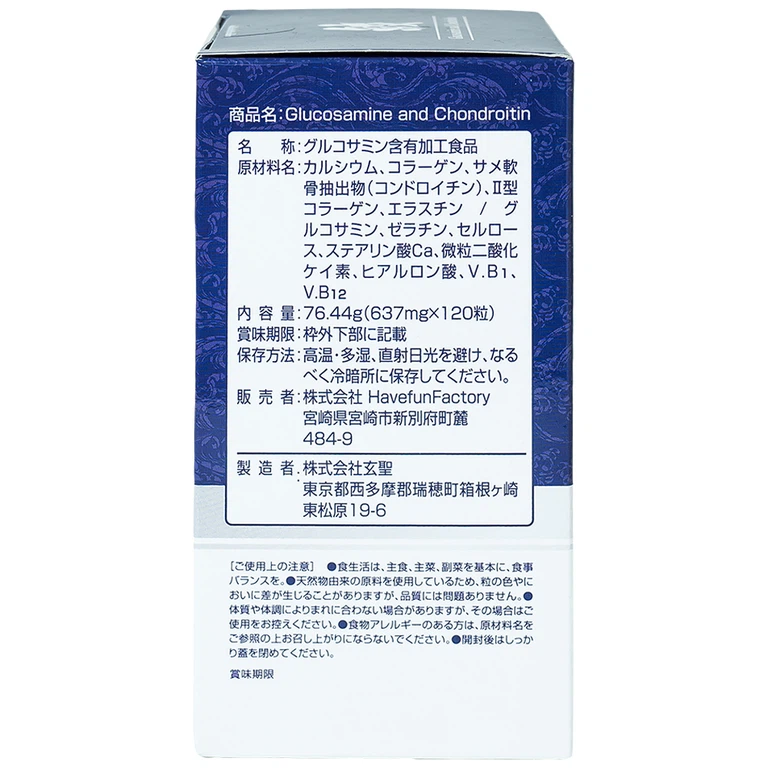 商品名:Glucosamine and Chondroitin
名 称:グルコサミン含有加工食品
原材料名:カルシウム、コラーゲン、サメ軟
骨抽出物(コンドロイチン)、II型
コラーゲン、エラスチン / グ
ルコサミン、ゼラチン、セルロー
ス、ステアリン酸Ca、微粒二酸化
ケイ素、ヒアルロン酸、V.B1、
V.B12
内 容 量:76.44g(637mg×120粒)
賞味期限:枠外下部に記載
保存方法:高温・多湿、直射日光を避け、なる
べく冷暗所に保存してください。
販 売 者:株式会社 HavefunFactory
宮崎県宮崎市新別府町麓
484-9
製 造 者:株式会社玄聖
東京都西多摩郡瑞穂町箱根ヶ崎
東松原19-6
[ご使用上の注意] ●食生活は、主食、主菜、副菜を基本に、食事
バランスを。●天然物由来の原料を使用しているため、粒の色やに
おいに差が生じることがありますが、品質には問題ありません。●
体質や体調によりまれに合わない場合がありますが、その場合はご
使用をお控えください。●食物アレルギーのある方は、原材料名を
ご参照の上お召し上がりにならないでください。●開封後はしっか
り蓋を閉めてください。
賞味期限